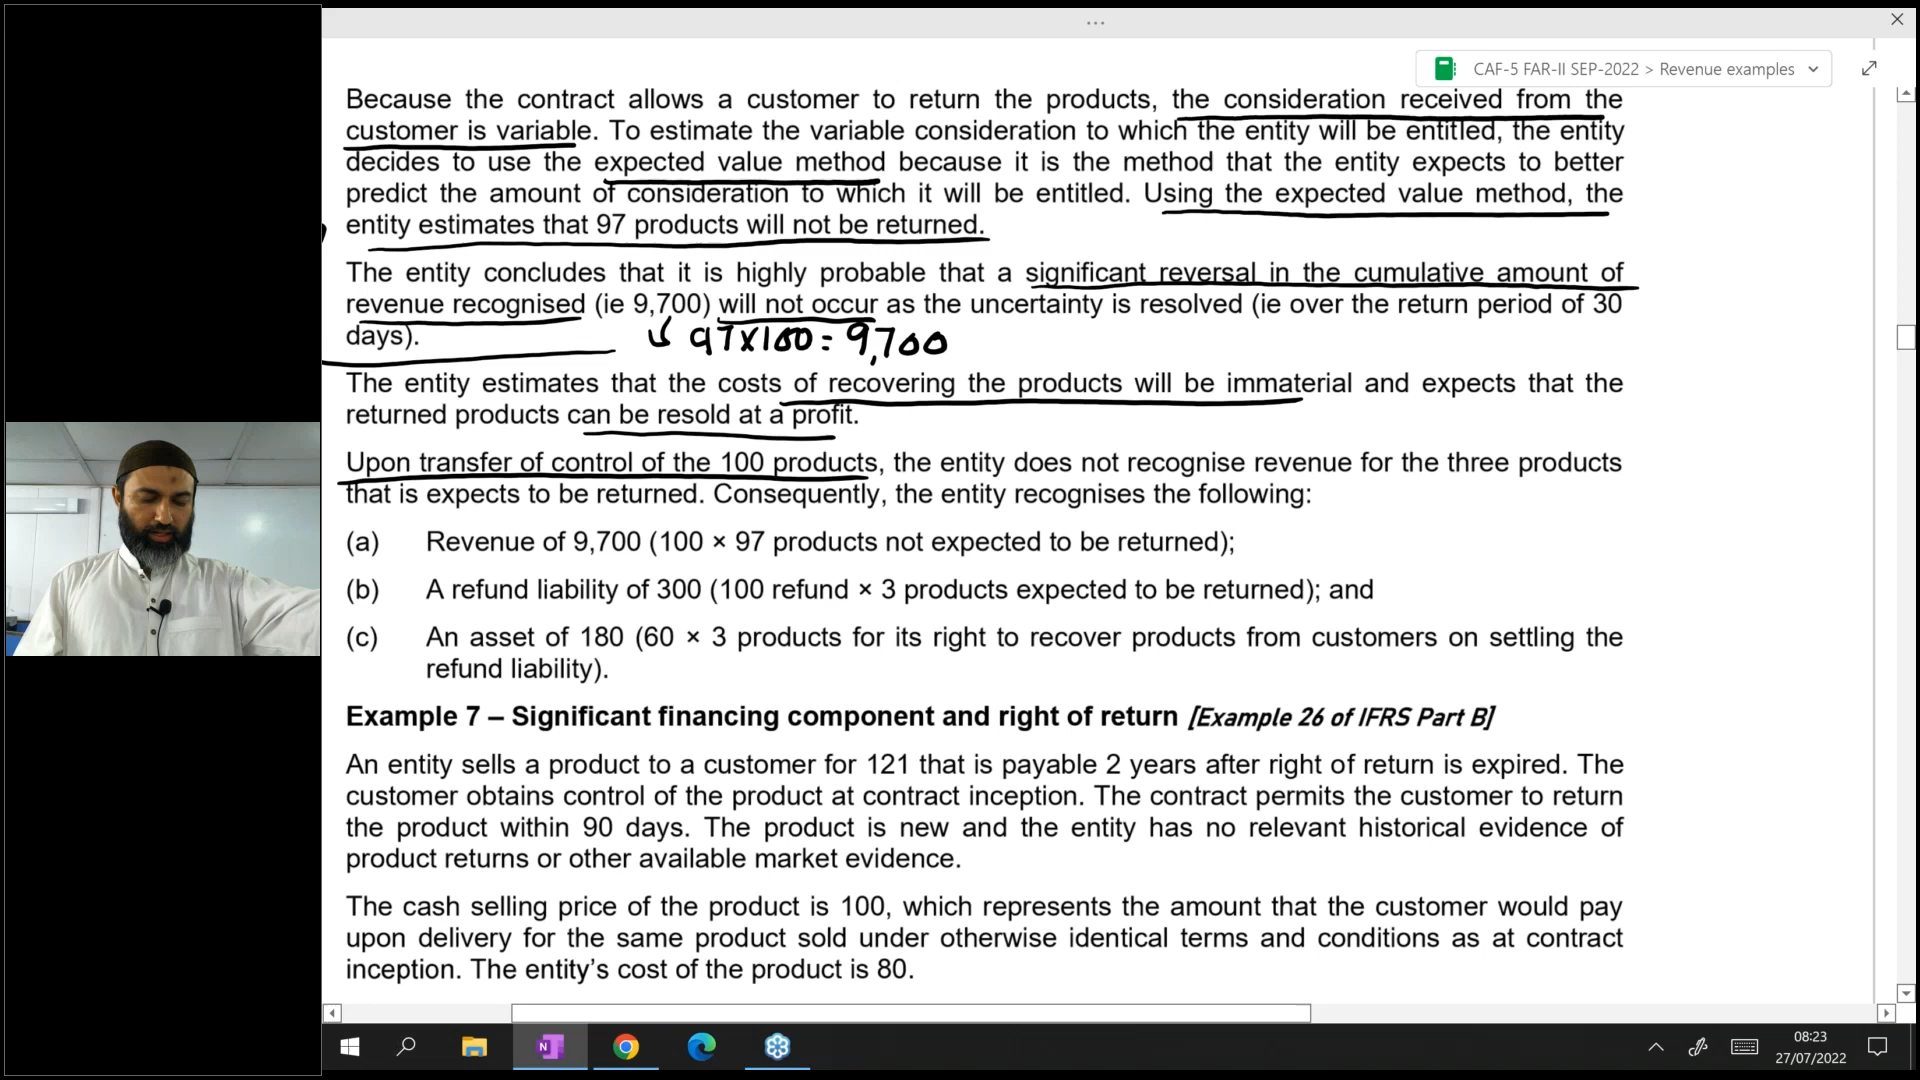 ...
CAF-5 FAR-II SEP-2022 > Revenue examples
Because the contract allows a customer to return the products, the consideration received from the
customer is variable. To estimate the variable consideration to which the entity will be entitled, the entity
decides to use the expected value method because it is the method that the entity expects to better
predict the amount of consideration to which it will be entitled. Using the expected value method, the
entity estimates that 97 products will not be returned.
The entity concludes that it is highly probable that a significant reversal in the cumulative amount of
revenue recognised (ie 9,700) will not occur as the uncertainty is resolved (ie over the return period of 30
days).
97x100 = 9,700
The entity estimates that the costs of recovering the products will be immaterial and expects that the
returned products can be resold at a profit.
Upon transfer of control of the 100 products, the entity does not recognise revenue for the three products
that is expects to be returned. Consequently, the entity recognises the following:
(a) Revenue of 9,700 (100 × 97 products not expected to be returned);
(b) A refund liability of 300 (100 refund × 3 products expected to be returned); and
(c) An asset of 180 (60 × 3 products for its right to recover products from customers on settling the
refund liability).
Example 7 – Significant financing component and right of return [Example 26 of IFRS Part B]
An entity sells a product to a customer for 121 that is payable 2 years after right of return is expired. The
customer obtains control of the product at contract inception. The contract permits the customer to return
the product within 90 days. The product is new and the entity has no relevant historical evidence of
product returns or other available market evidence.
The cash selling price of the product is 100, which represents the amount that the customer would pay
upon delivery for the same product sold under otherwise identical terms and conditions as at contract
inception. The entity's cost of the product is 80.
N
08:23
27/07/2022